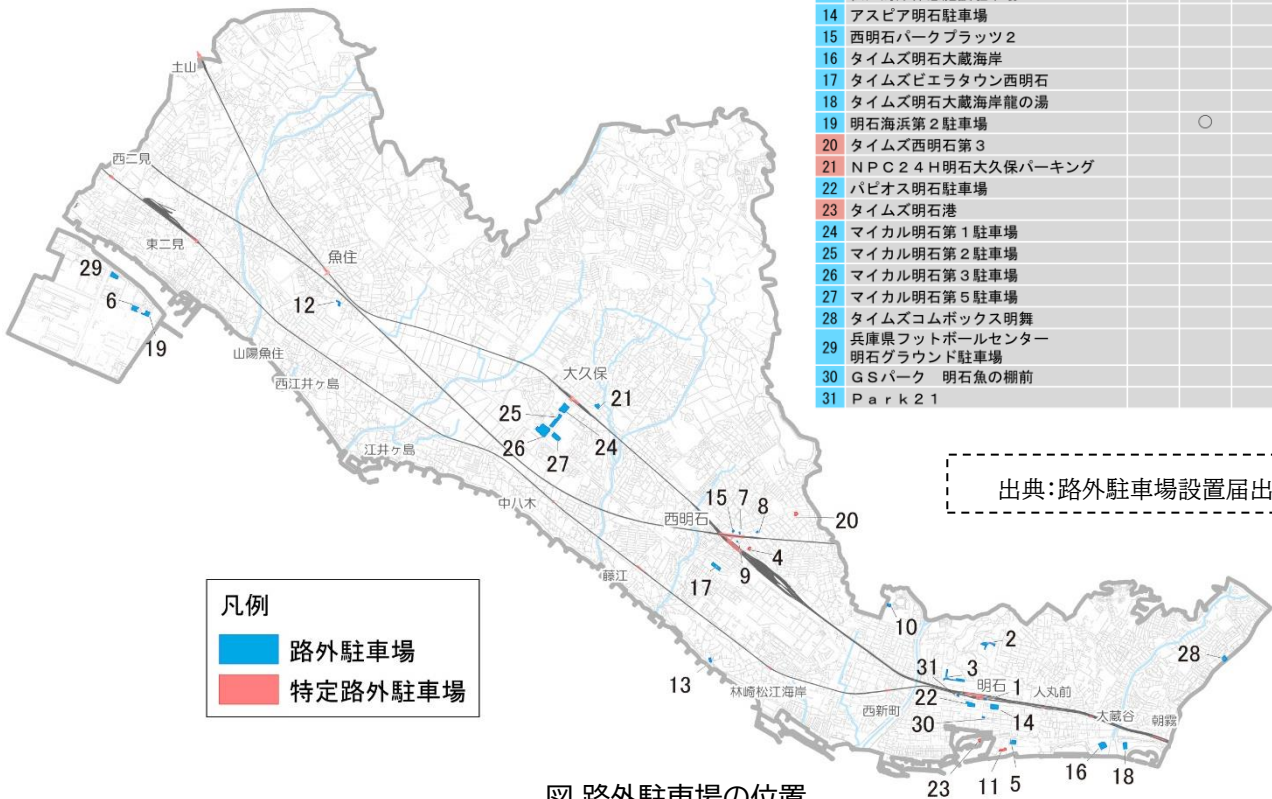 14 アスピア明石駐車場
15 西明石パークプラッツ２
16 タイムズ明石大蔵海岸
17 タイムズビエラタウン西明石
18 タイムズ明石大蔵海岸龍の湯
19 明石海浜第２駐車場 ○
20 タイムズ西明石第３
21 ＮＰＣ２４Ｈ明石大久保パーキング
22 パピオス明石駐車場
23 タイムズ明石港
24 マイカル明石第１駐車場
25 マイカル明石第２駐車場
26 マイカル明石第３駐車場
27 マイカル明石第５駐車場
28 タイムズコムボックス明舞
29 兵庫県フットボールセンター
明石グラウンド駐車場
30 ＧＳパーク　明石魚の棚前
31 Ｐａｒｋ２１
土山
西二見
東二見
魚住
29
6
19
12
山陽魚住
西江井ヶ島
大久保
21
25
24
26
27
江井ヶ島
中八木
出典：路外駐車場設置届出
15
7
8
20
西明石
4
9
17
藤江
凡例
路外駐車場
特定路外駐車場
10
2
28
13
林崎松江海岸
31
3
明石
1
人丸前
22
西新町
14
大蔵谷
朝霧
30
23
11
5
16
18
図 路外駐車場の位置